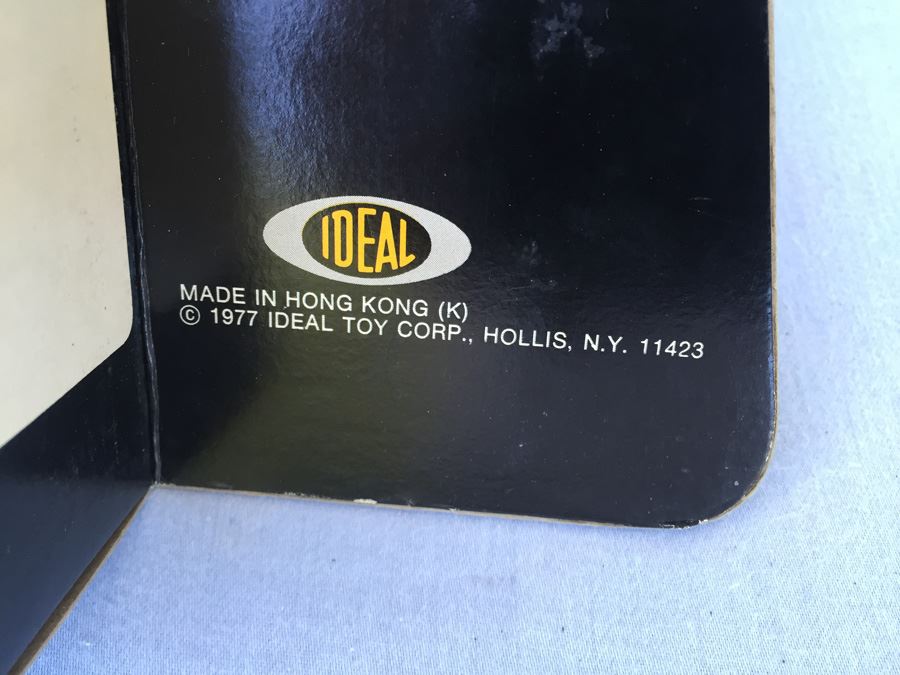 IDEAL
MADE IN HONG KONG (K)
© 1977 IDEAL TOY CORP., HOLLIS, N.Y. 11423